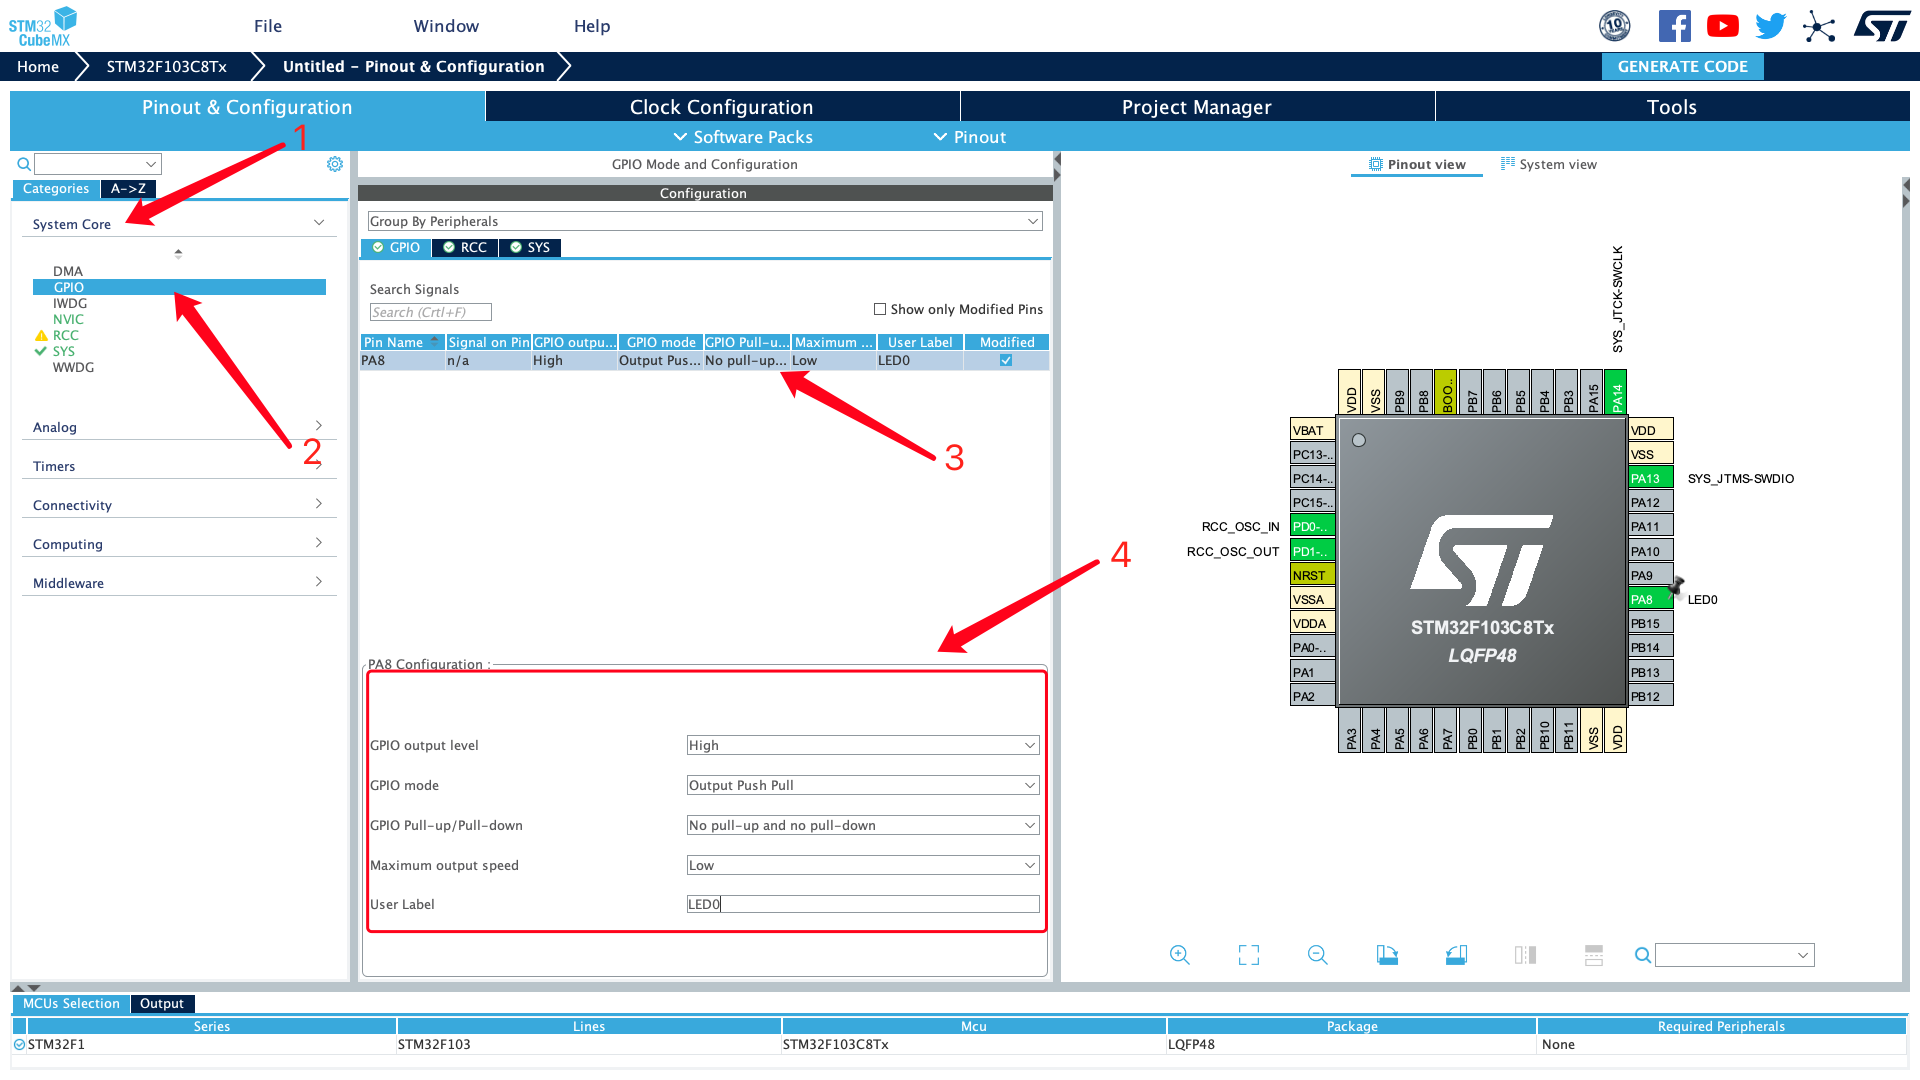 STM32
CubeMX
File
Window
Help
10
Home
STM32F103C8Tx
Untitled - Pinout & Configuration
GENERATE CODE
Pinout & Configuration
Clock Configuration
Project Manager
Tools
Software Packs
Pinout
1
GPIO Mode and Configuration
Pinout view
System view
Categories
A->Z
Configuration
System Core
Group By Peripherals
GPIO
RCC
SYS
DMA
GPIO
IWDG
NVIC
RCC
SYS
WWDG
2
Search Signals
Search (Crtl+F)
Show only Modified Pins
Pin Name
Signal on Pin
GPIO outpu...
GPIO mode
GPIO Pull-u...
Maximum ...
User Label
Modified
PA8
n/a
High
Output Pus...
No pull-up...
Low
LED0
3
Analog
Timers
Connectivity
Computing
Middleware
4
PA8 Configuration :
GPIO output level
High
GPIO mode
Output Push Pull
GPIO Pull-up/Pull-down
No pull-up and no pull-down
Maximum output speed
Low
User Label
LED0
SYS_JTCK-SWCLK
VDD
VSS
PB9
PB8
BOO..
PB7
PB6
PB5
PB4
PB3
PA15
PA14
VBAT
PC13-..
PC14-..
PC15-..
RCC_OSC_IN
PD0-..
RCC_OSC_OUT
PD1-..
NRST
VSSA
VDDA
PA0-..
PA1
PA2
ST
STM32F103C8Tx
LQFP48
VDD
VSS
PA13
SYS_JTMS-SWDIO
PA12
PA11
PA10
PA9
PA8
LED0
PB15
PB14
PB13
PB12
PA3
PA4
PA5
PA6
PA7
PB0
PB1
PB2
PB10
PB11
VSS
VDD
MCUs Selection
Output
Series
Lines
Mcu
Package
Required Peripherals
STM32F1
STM32F103
STM32F103C8Tx
LQFP48
None